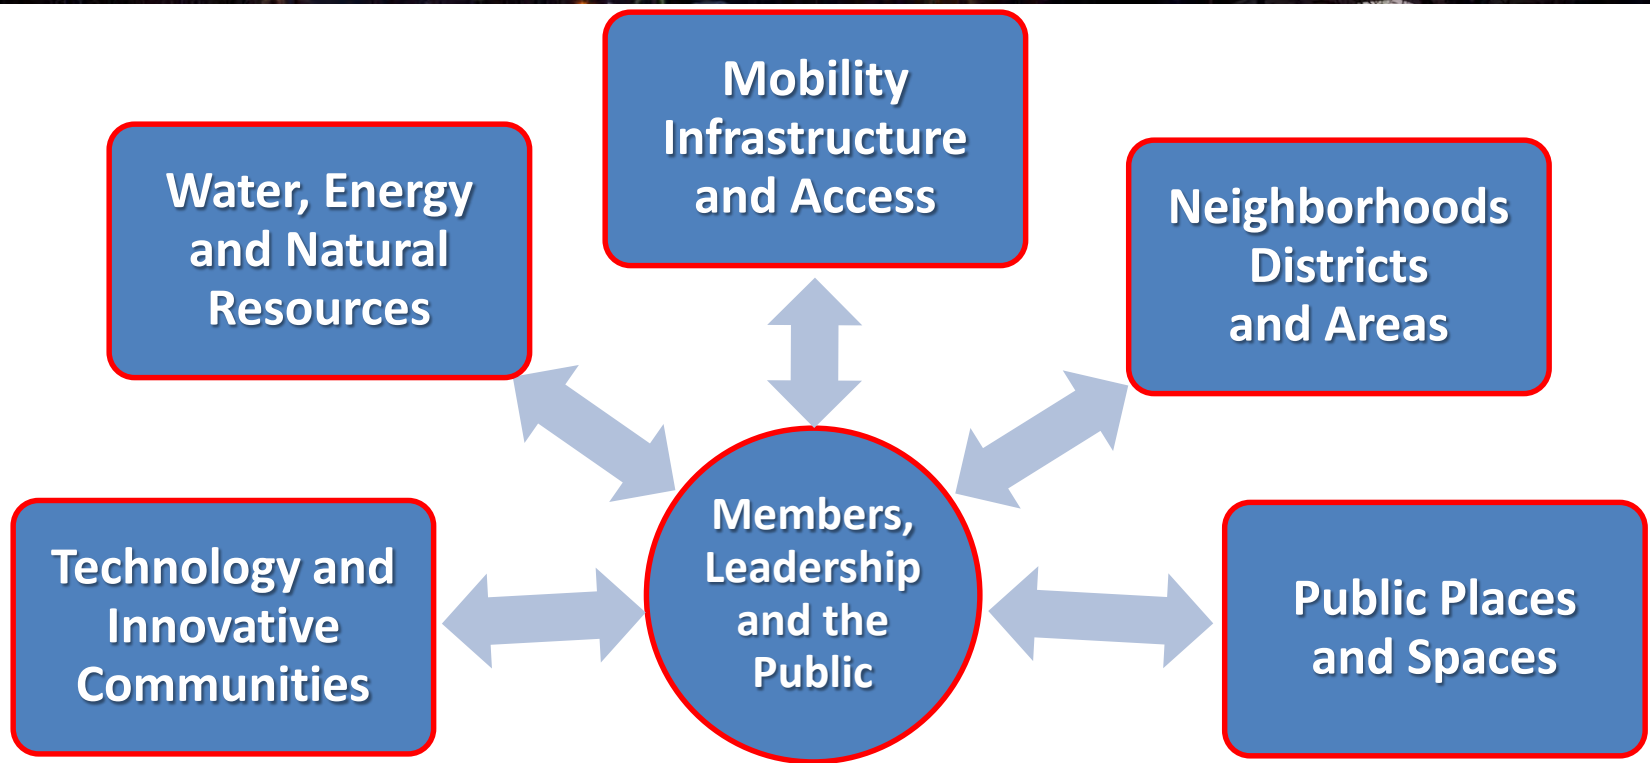 Mobility
Infrastructure
and Access
Water, Energy
and Natural
Resources
Neighborhoods
Districts
and Areas
Technology and
Innovative
Communities
Members,
Leadership
and the
Public
Public Places
and Spaces